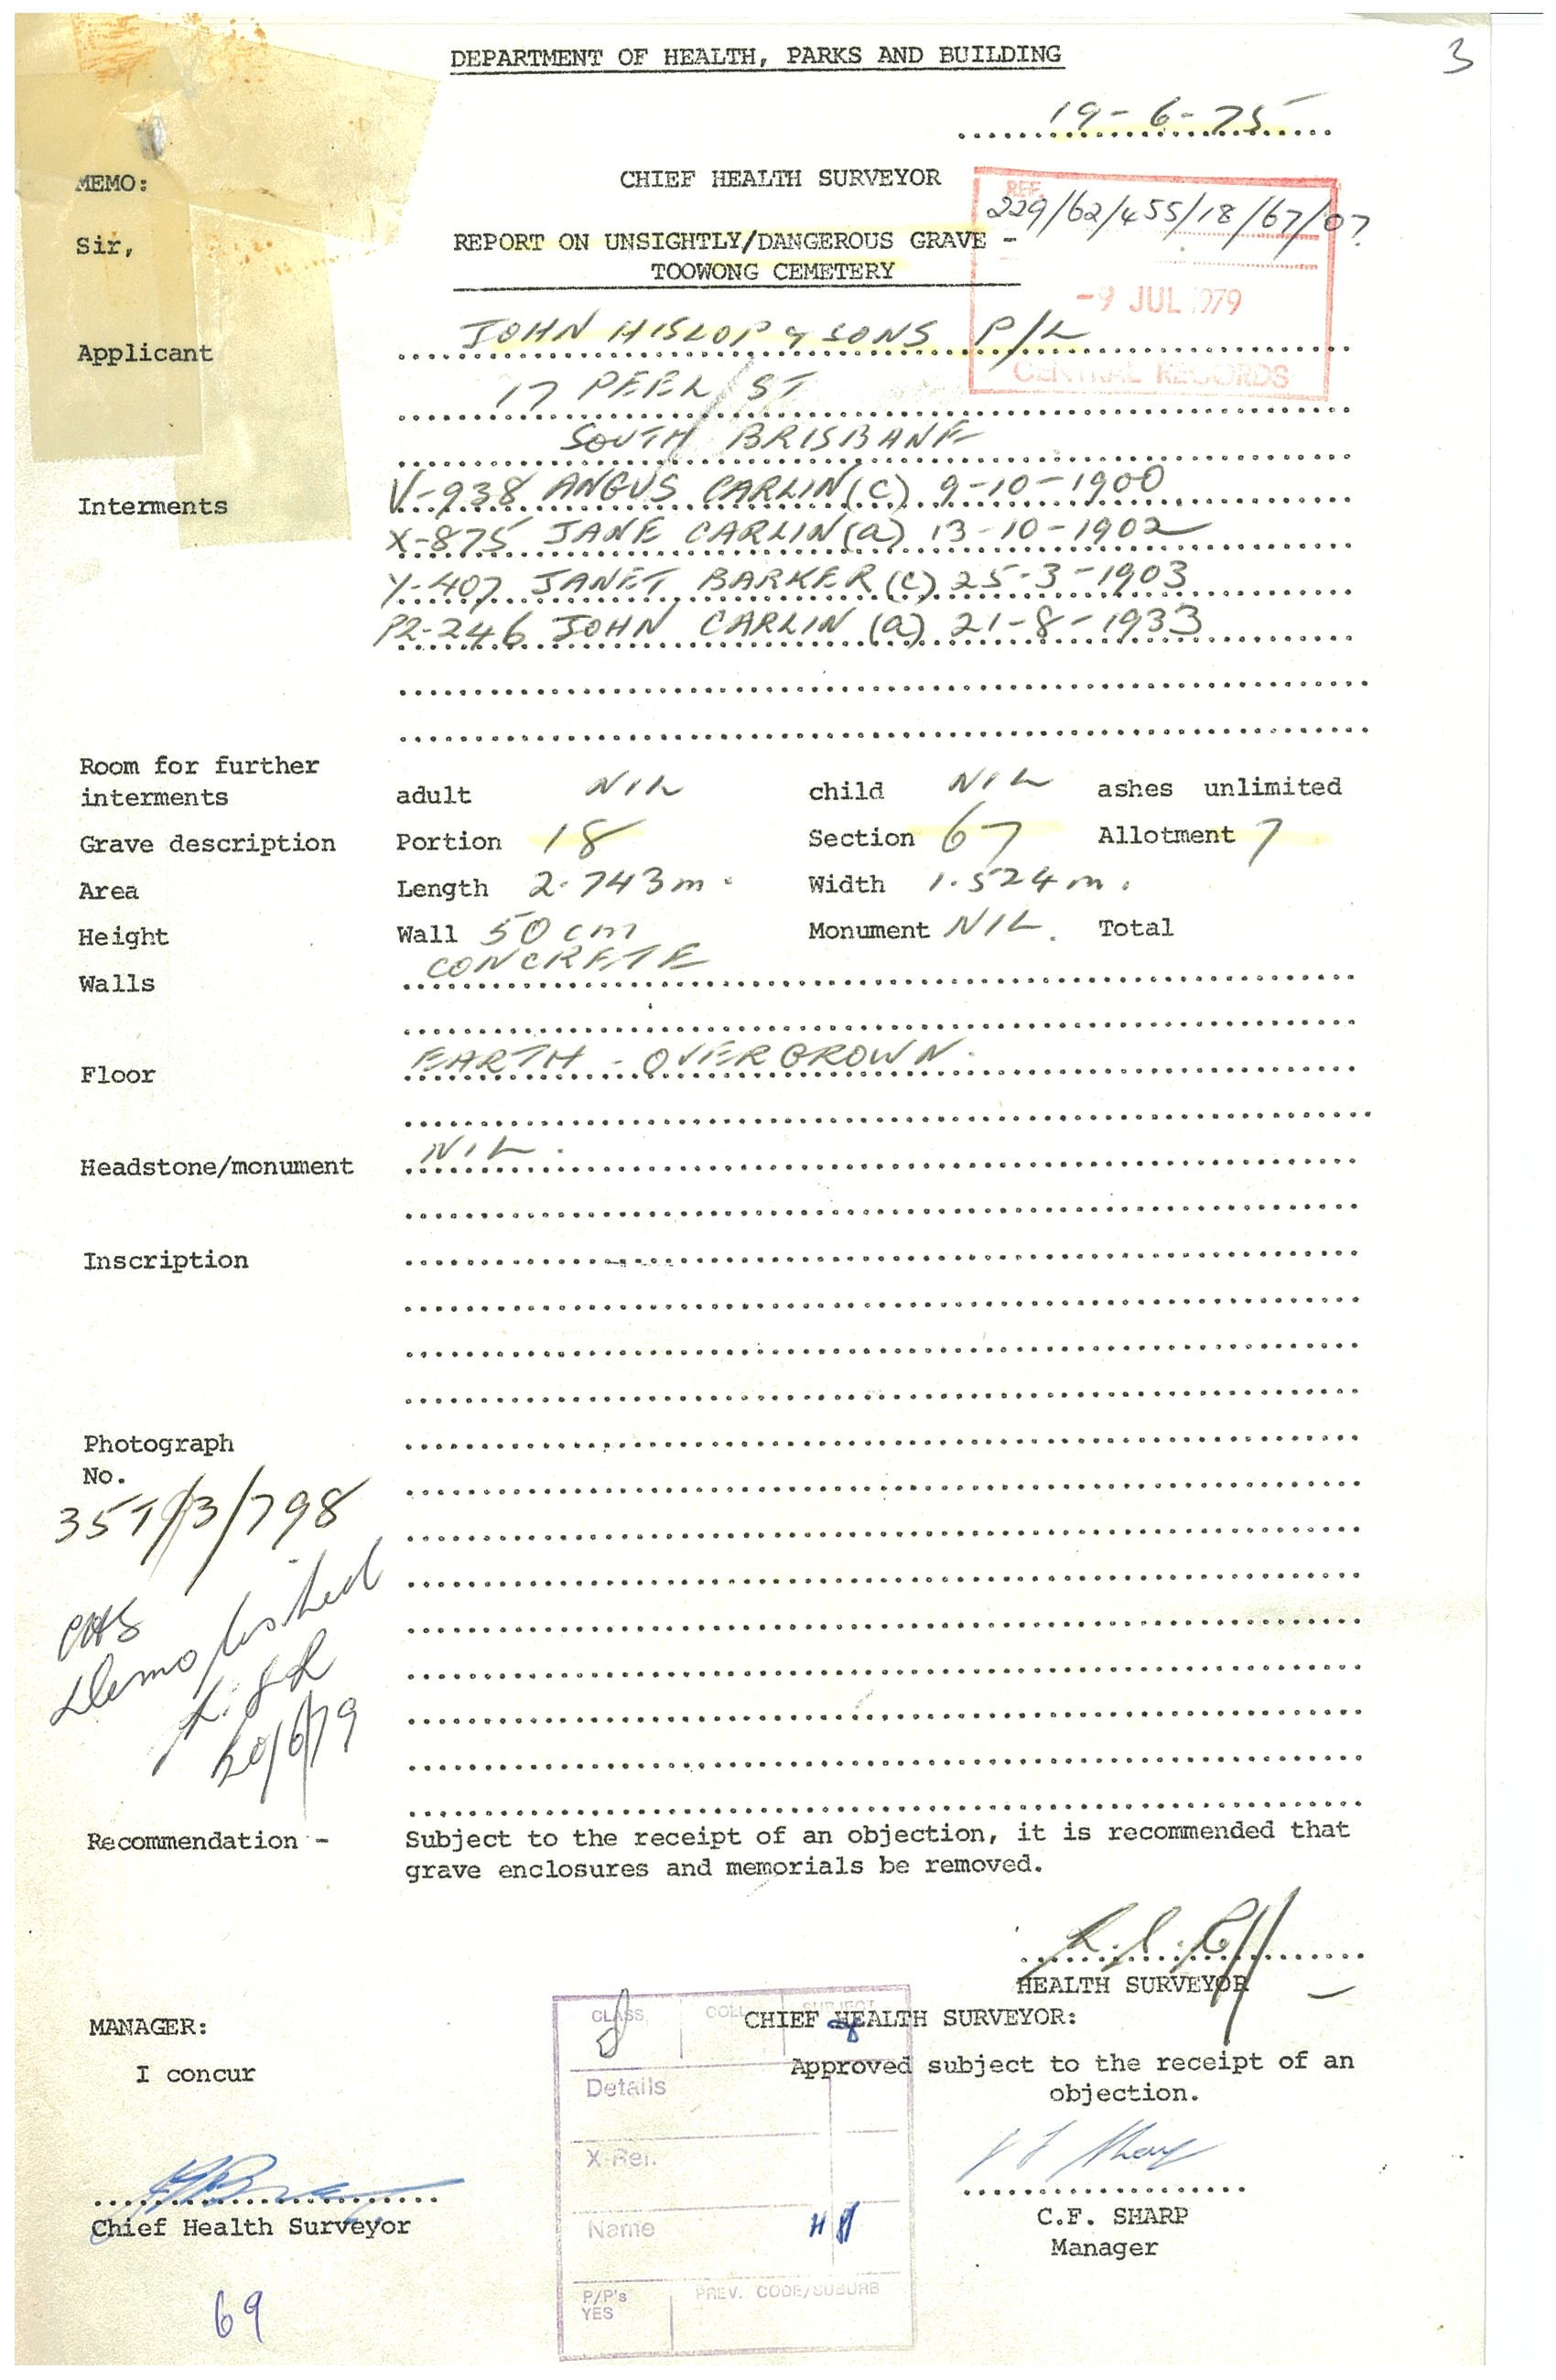 3
DEPARTMENT OF HEALTH, PARKS AND BUILDING
19-6-75
MEMO:
CHIEF HEALTH SURVEYOR
REF.
229/62/455/18/67/07
Sir,
REPORT ON UNSIGHTLY/DANGEROUS GRAVE -
TOOWONG CEMETERY
-9 JUL 1979
CENTRAL RECORDS
Applicant JOHN HISLOP & SONS P/L
17 PEEL ST
SOUTH BRISBANE
Interments V-938 ANGUS CARLIN (C) 9-10-1900
X-875 JANE CARLIN (a) 13-10-1902
Y-407 JANET BARKER (C) 25-3-1903
P2-246 JOHN CARLIN (a) 21-8-1933
Room for further
interments adult NIL child NIL ashes unlimited
Grave description Portion 18 Section 67 Allotment 7
Area Length 2.743m. Width 1.524m.
Height Wall 50cm Monument NIL. Total
Walls CONCRETE
Floor EARTH - OVERGROWN.
Headstone/monument NIL.
Inscription
Photograph
No.
357/3/798
CHS
Demolished
20/6/79
Recommendation - Subject to the receipt of an objection, it is recommended that
grave enclosures and memorials be removed.
HEALTH SURVEYOR
MANAGER:
CHIEF HEALTH SURVEYOR:
I concur
Approved subject to the receipt of an
objection.
Chief Health Surveyor
C.F. SHARP
Manager
CLASS COLL SUBJECT
Details
X-Ref.
Name
P/P's
YES
PREV. CODE/SUBURB
69